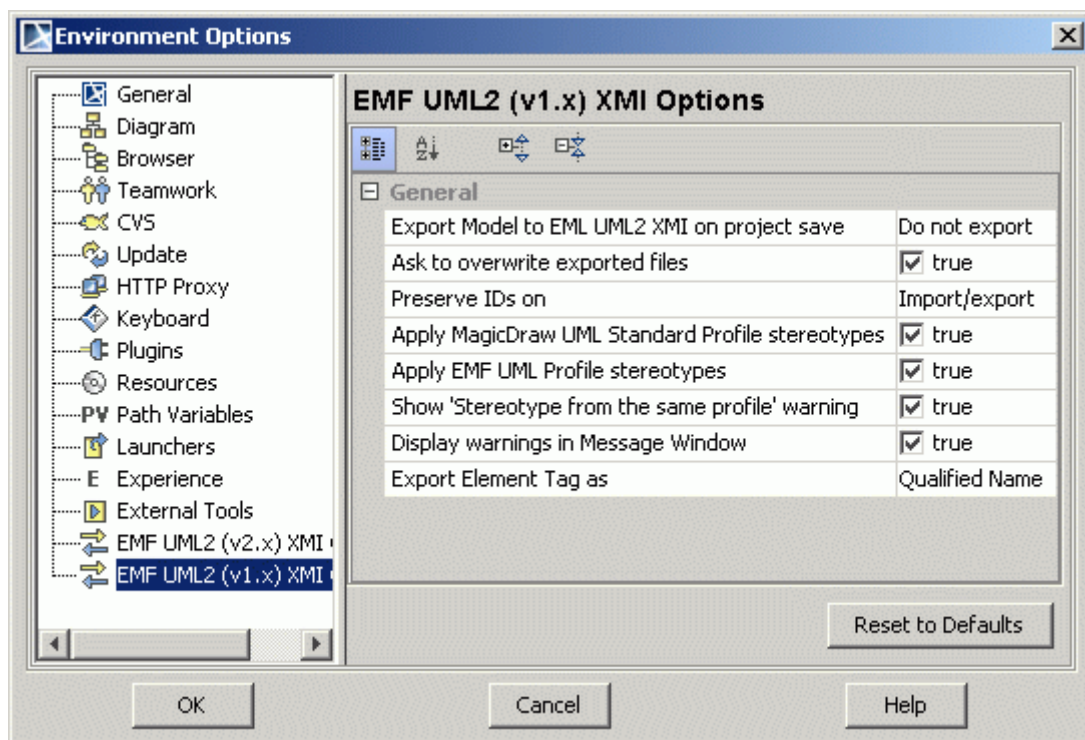 Environment Options
General
Diagram
Browser
Teamwork
CVS
Update
HTTP Proxy
Keyboard
Plugins
Resources
PV Path Variables
Launchers
E Experience
External Tools
EMF UML2 (v2.x) XMI
EMF UML2 (v1.x) XMI
EMF UML2 (v1.x) XMI Options
General
Export Model to EML UML2 XMI on project save Do not export
Ask to overwrite exported files true
Preserve IDs on Import/export
Apply MagicDraw UML Standard Profile stereotypes true
Apply EMF UML Profile stereotypes true
Show 'Stereotype from the same profile' warning true
Display warnings in Message Window true
Export Element Tag as Qualified Name
Reset to Defaults
OK Cancel Help